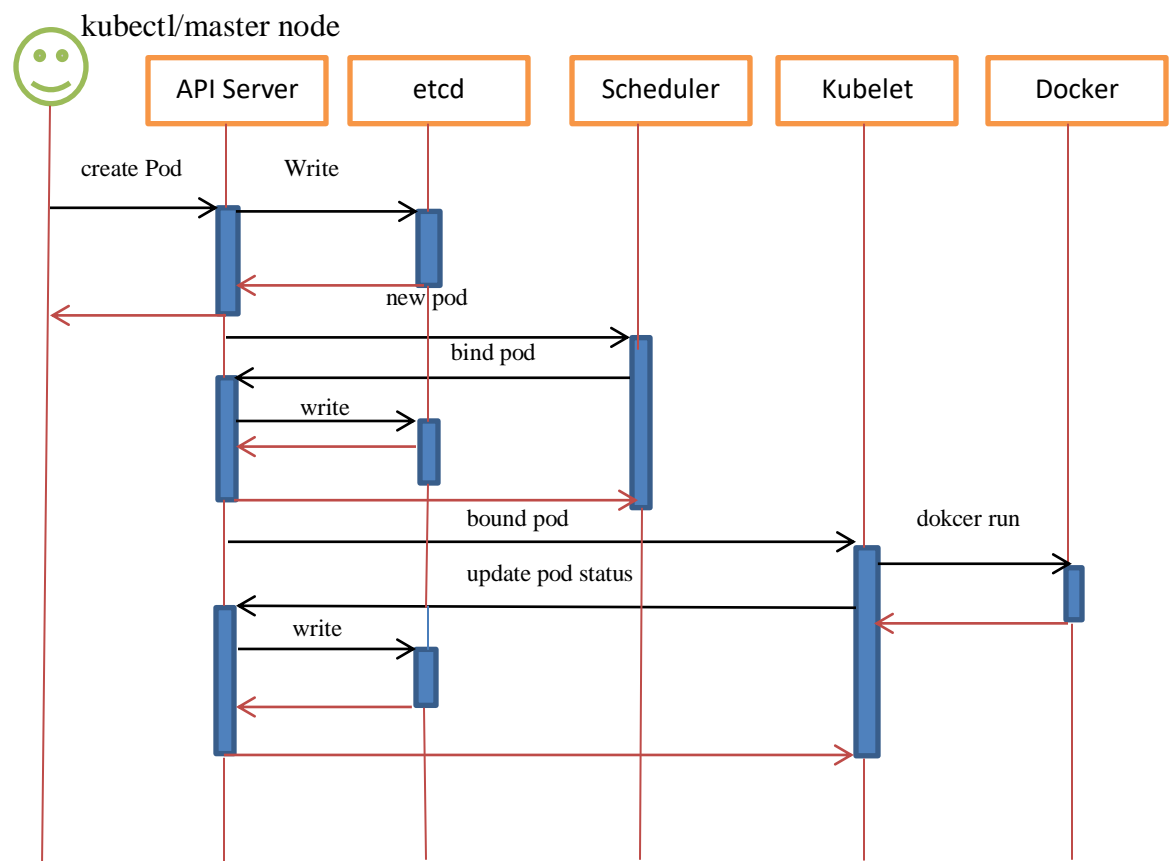 kubectl/master node
API Server
etcd
Scheduler
Kubelet
Docker
create Pod
Write
new pod
bind pod
write
bound pod
dokcer run
update pod status
write